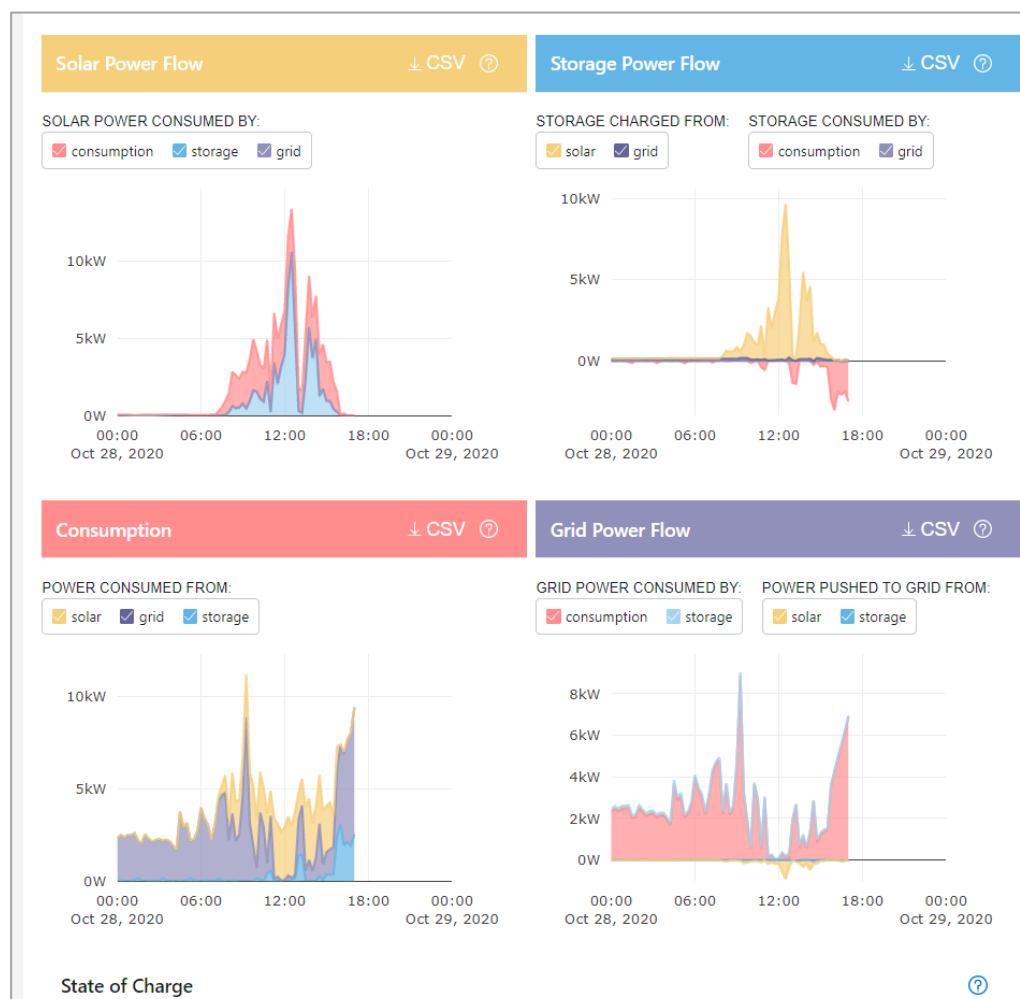 Solar Power Flow
CSV ?
Storage Power Flow
CSV ?
SOLAR POWER CONSUMED BY:
consumption storage grid
STORAGE CHARGED FROM:
solar grid
STORAGE CONSUMED BY:
consumption grid
10kW
5kW
0W
00:00 06:00 12:00 18:00 00:00
Oct 28, 2020 Oct 29, 2020
10kW
5kW
0W
00:00 06:00 12:00 18:00 00:00
Oct 28, 2020 Oct 29, 2020
Consumption
CSV ?
Grid Power Flow
CSV ?
POWER CONSUMED FROM:
solar grid storage
GRID POWER CONSUMED BY:
consumption storage
POWER PUSHED TO GRID FROM:
solar storage
10kW
5kW
0W
00:00 06:00 12:00 18:00 00:00
Oct 28, 2020 Oct 29, 2020
8kW
6kW
4kW
2kW
0W
00:00 06:00 12:00 18:00 00:00
Oct 28, 2020 Oct 29, 2020
State of Charge
?